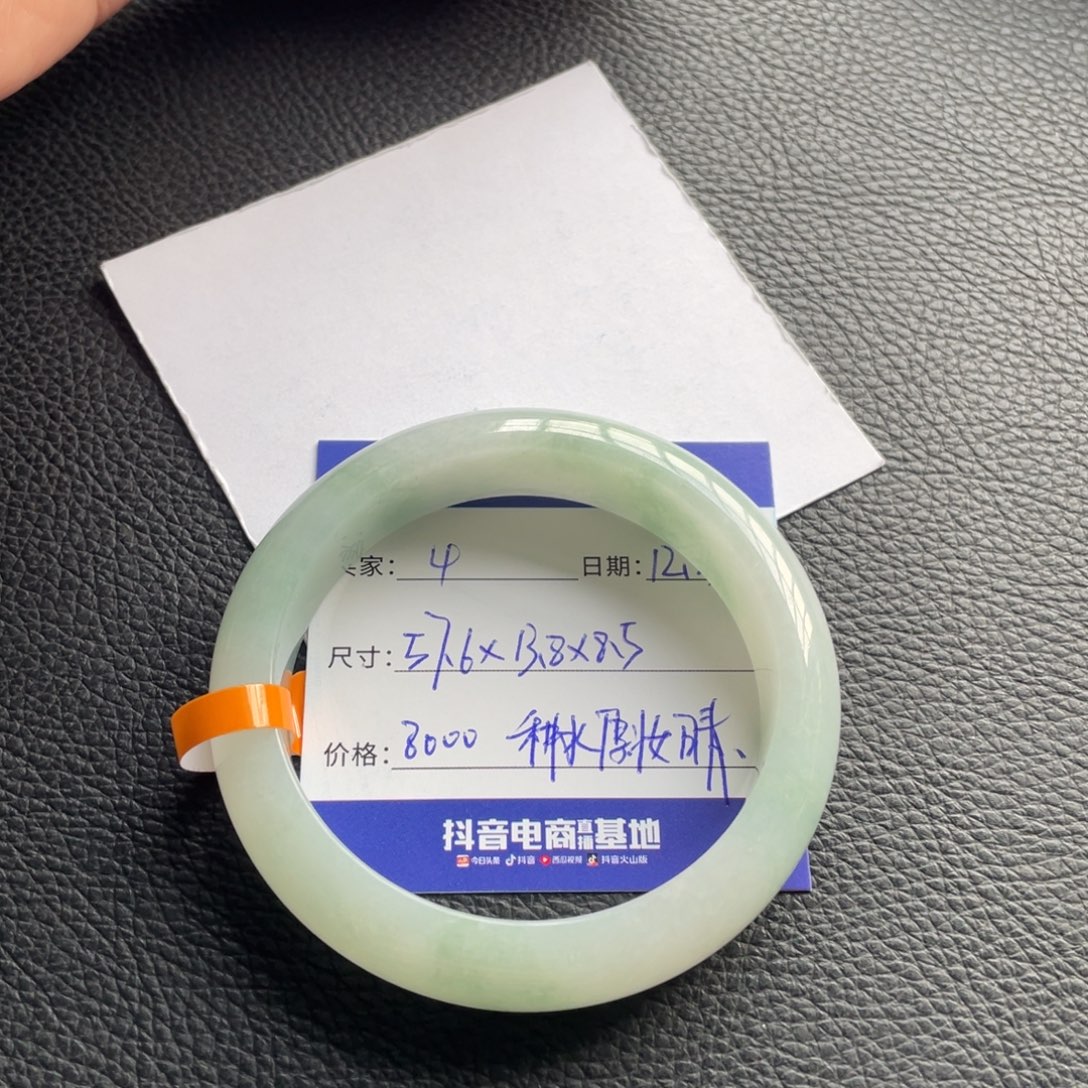 家: 4 日期: 12.
尺寸: 57.6×13.8×8.5
价格: 8000 种水厚妆月青、
抖音电商直播基地
今日头条 抖音 西瓜视频 抖音火山版